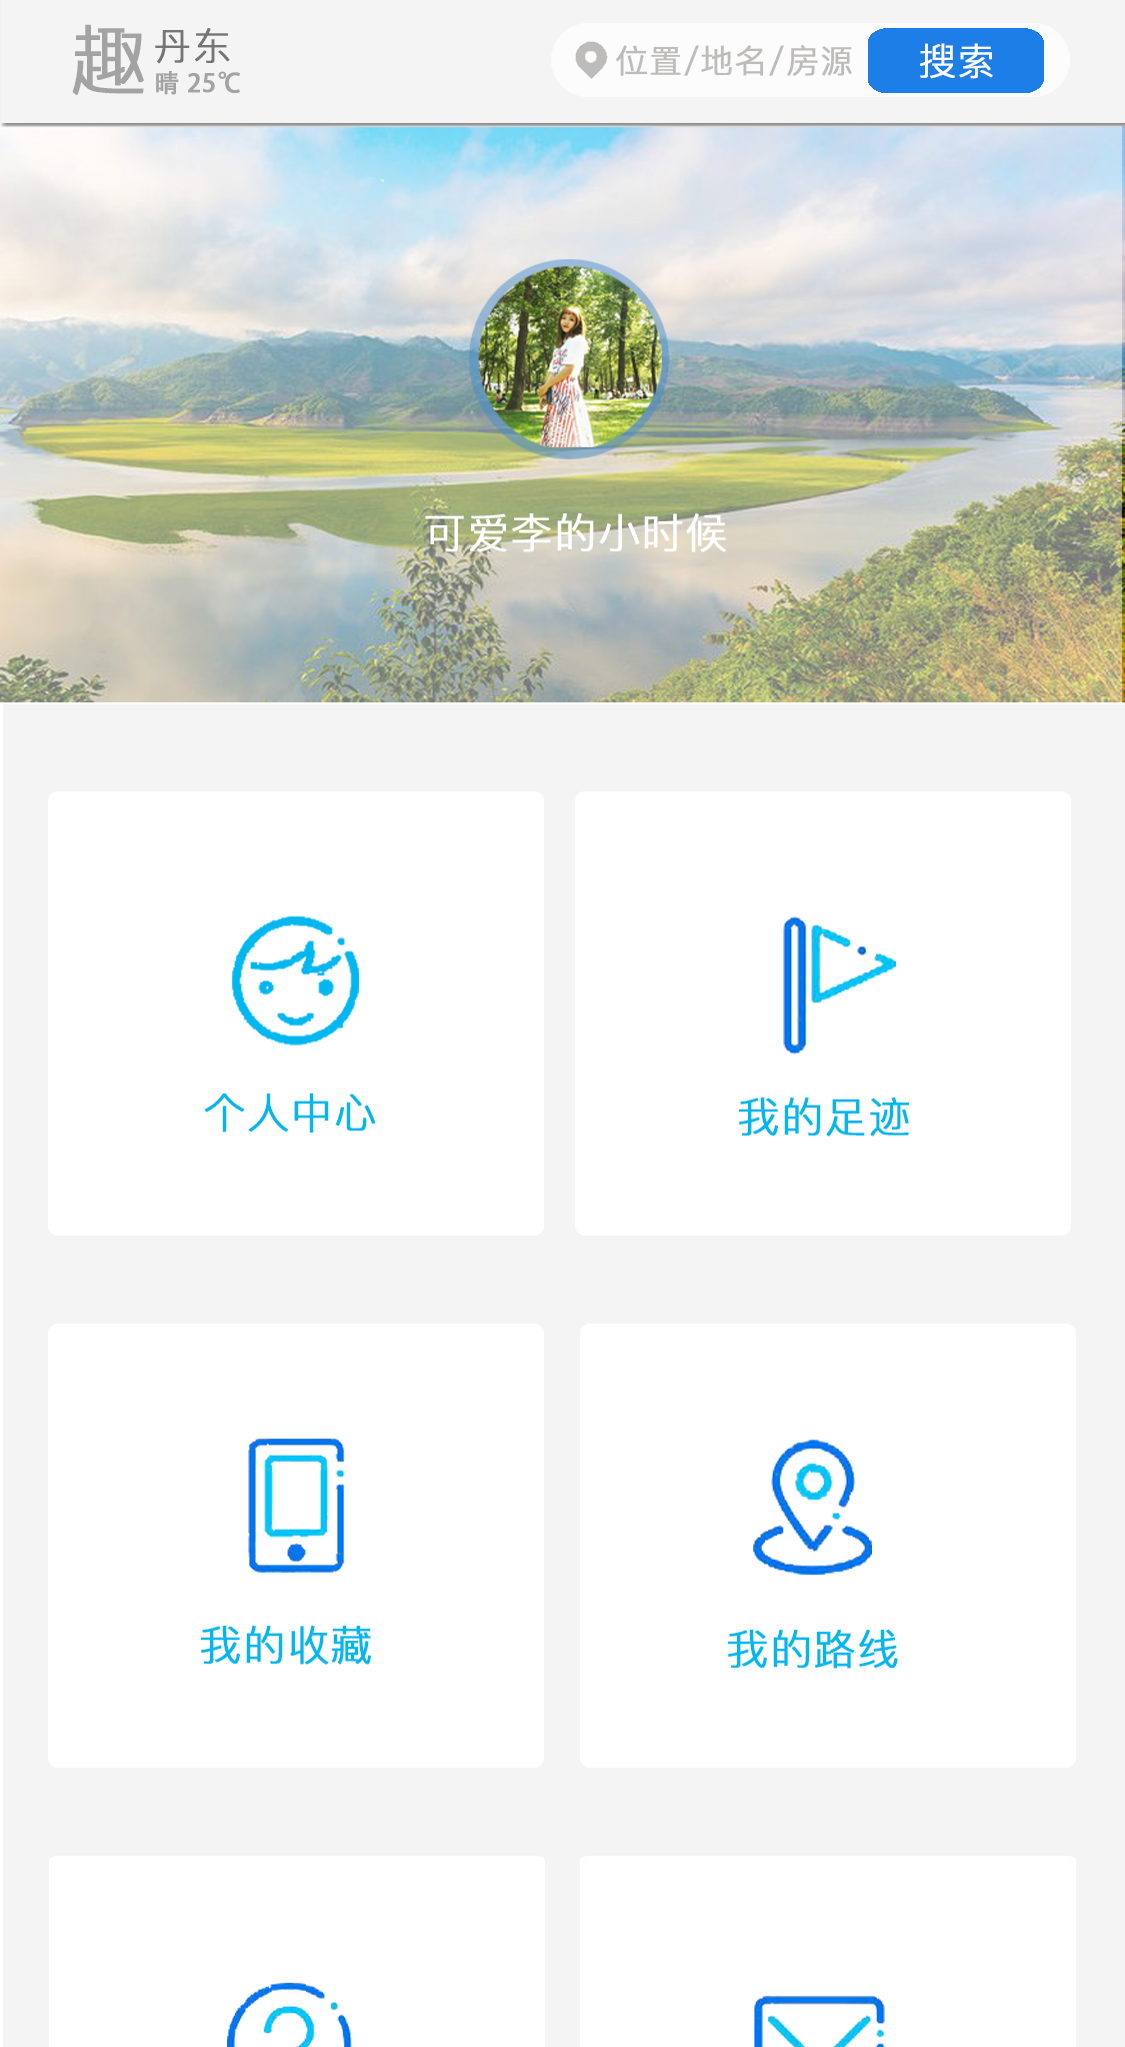 趣 丹东
晴 25℃
位置/地名/房源 搜索
可爱李的小时候
个人中心 我的足迹
我的收藏 我的路线